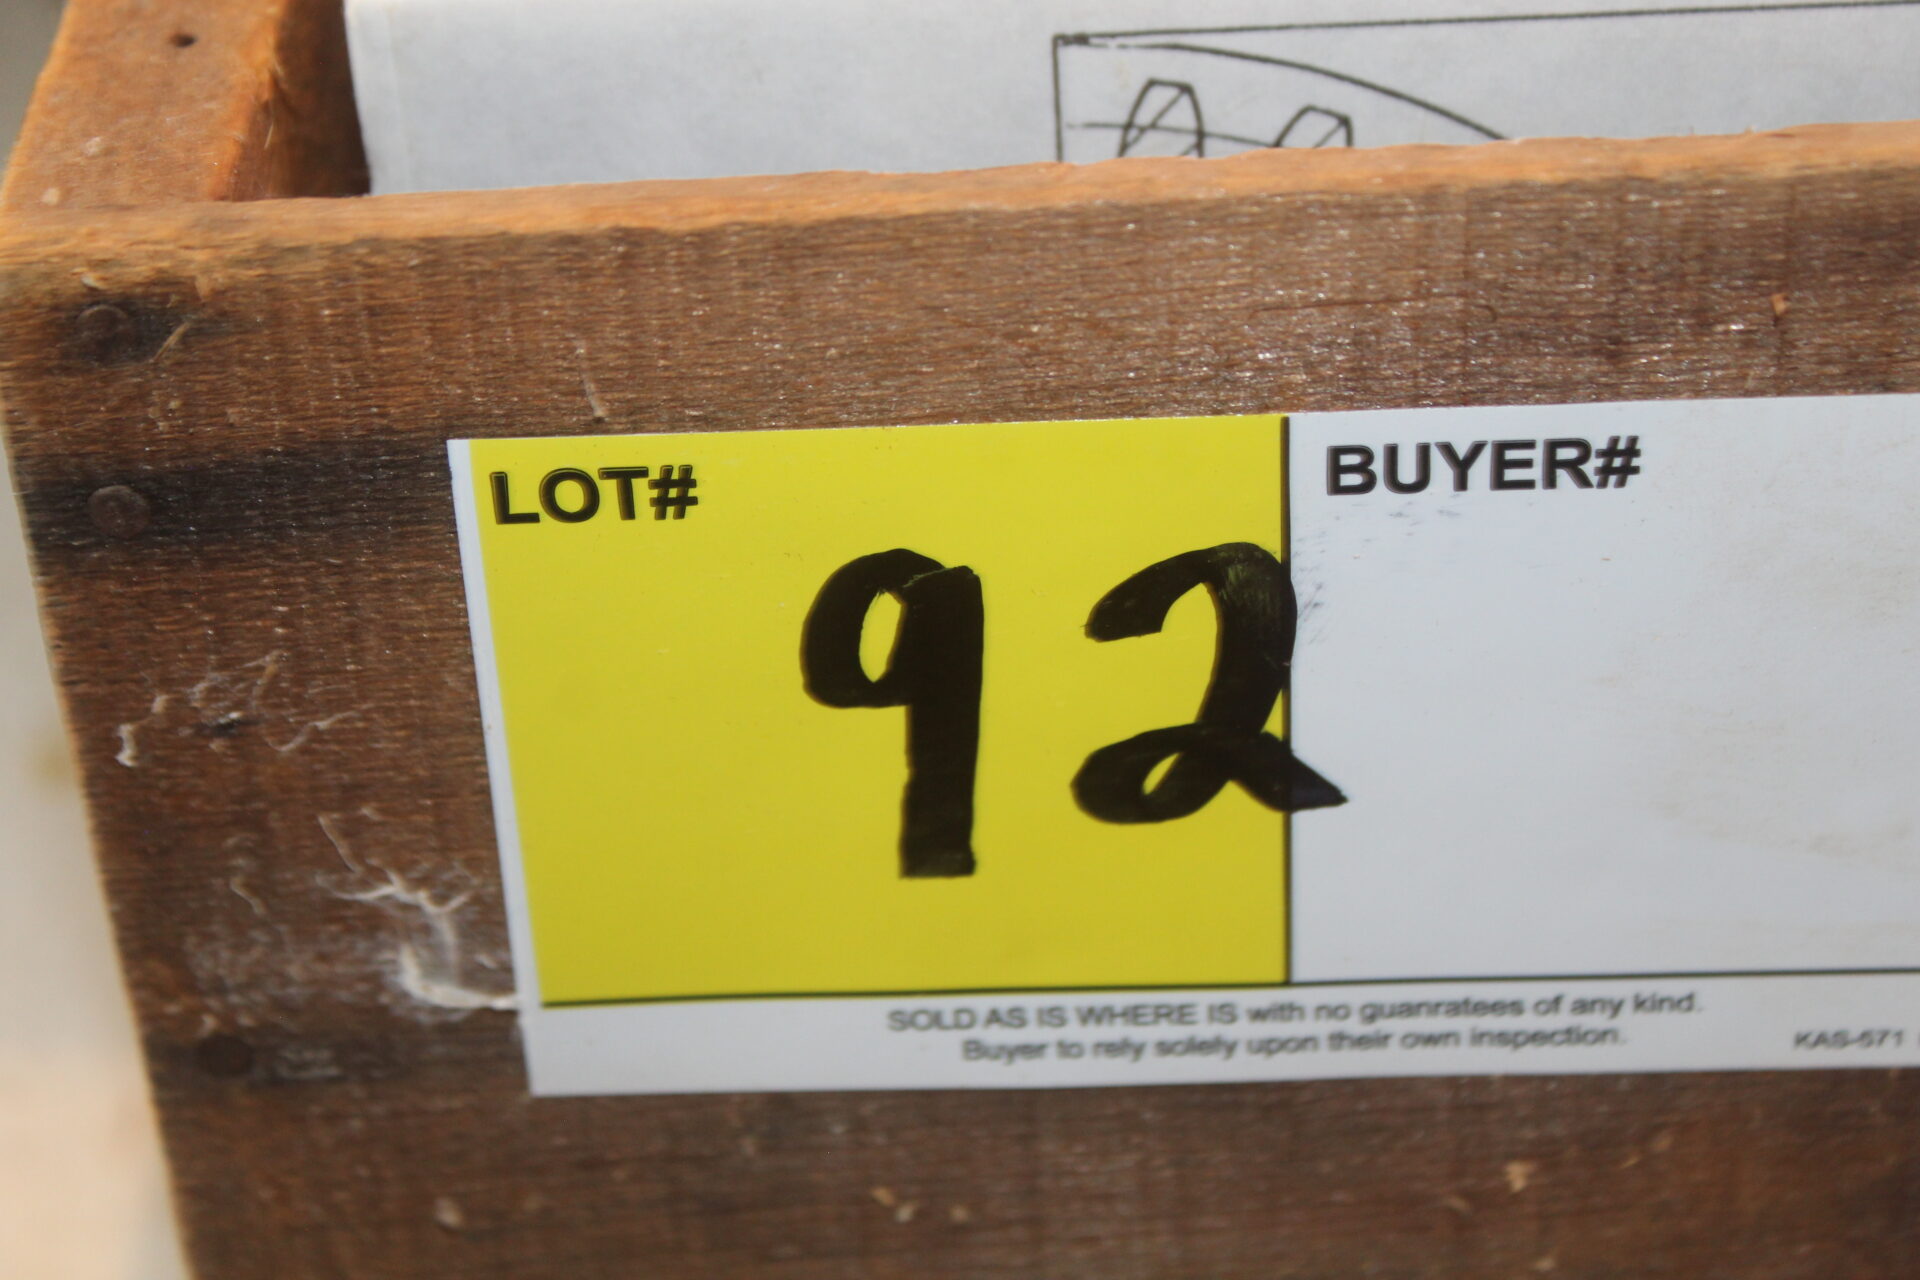 LOT# BUYER#
92
SOLD AS IS WHERE IS with no guanratees of any kind.
Buyer to rely solely upon their own inspection. KAS-571